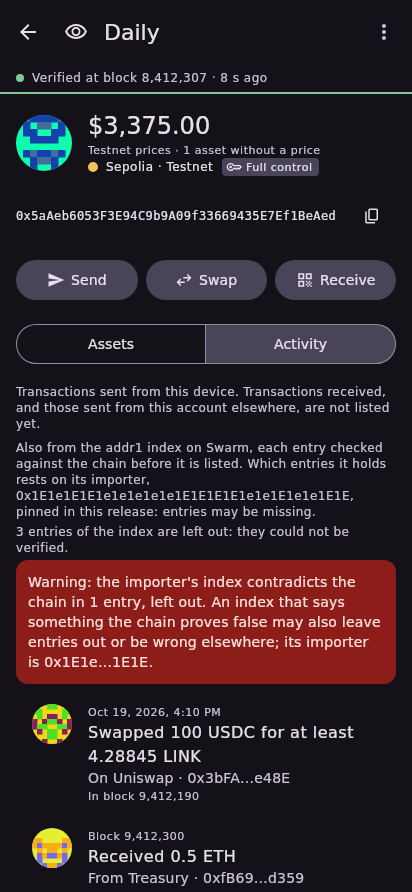 Daily
Verified at block 8,412,307 · 8 s ago
$3,375.00
Testnet prices · 1 asset without a price
Sepolia · Testnet Full control
0x5aAeb6053F3E94C9b9A09f33669435E7Ef1BeAed
Send Swap Receive
Assets Activity
Transactions sent from this device. Transactions received,
and those sent from this account elsewhere, are not listed
yet.
Also from the addr1 index on Swarm, each entry checked
against the chain before it is listed. Which entries it holds
rests on its importer,
0x1E1e1E1E1e1e1e1e1e1E1E1E1E1e1e1e1e1E1E1E,
pinned in this release: entries may be missing.
3 entries of the index are left out: they could not be
verified.
Warning: the importer's index contradicts the
chain in 1 entry, left out. An index that says
something the chain proves false may also leave
entries out or be wrong elsewhere; its importer
is 0x1E1e…1E1E.
Oct 19, 2026, 4:10 PM
Swapped 100 USDC for at least
4.28845 LINK
On Uniswap · 0x3bFA…e48E
In block 9,412,190
Block 9,412,300
Received 0.5 ETH
From Treasury · 0xfB69…d359